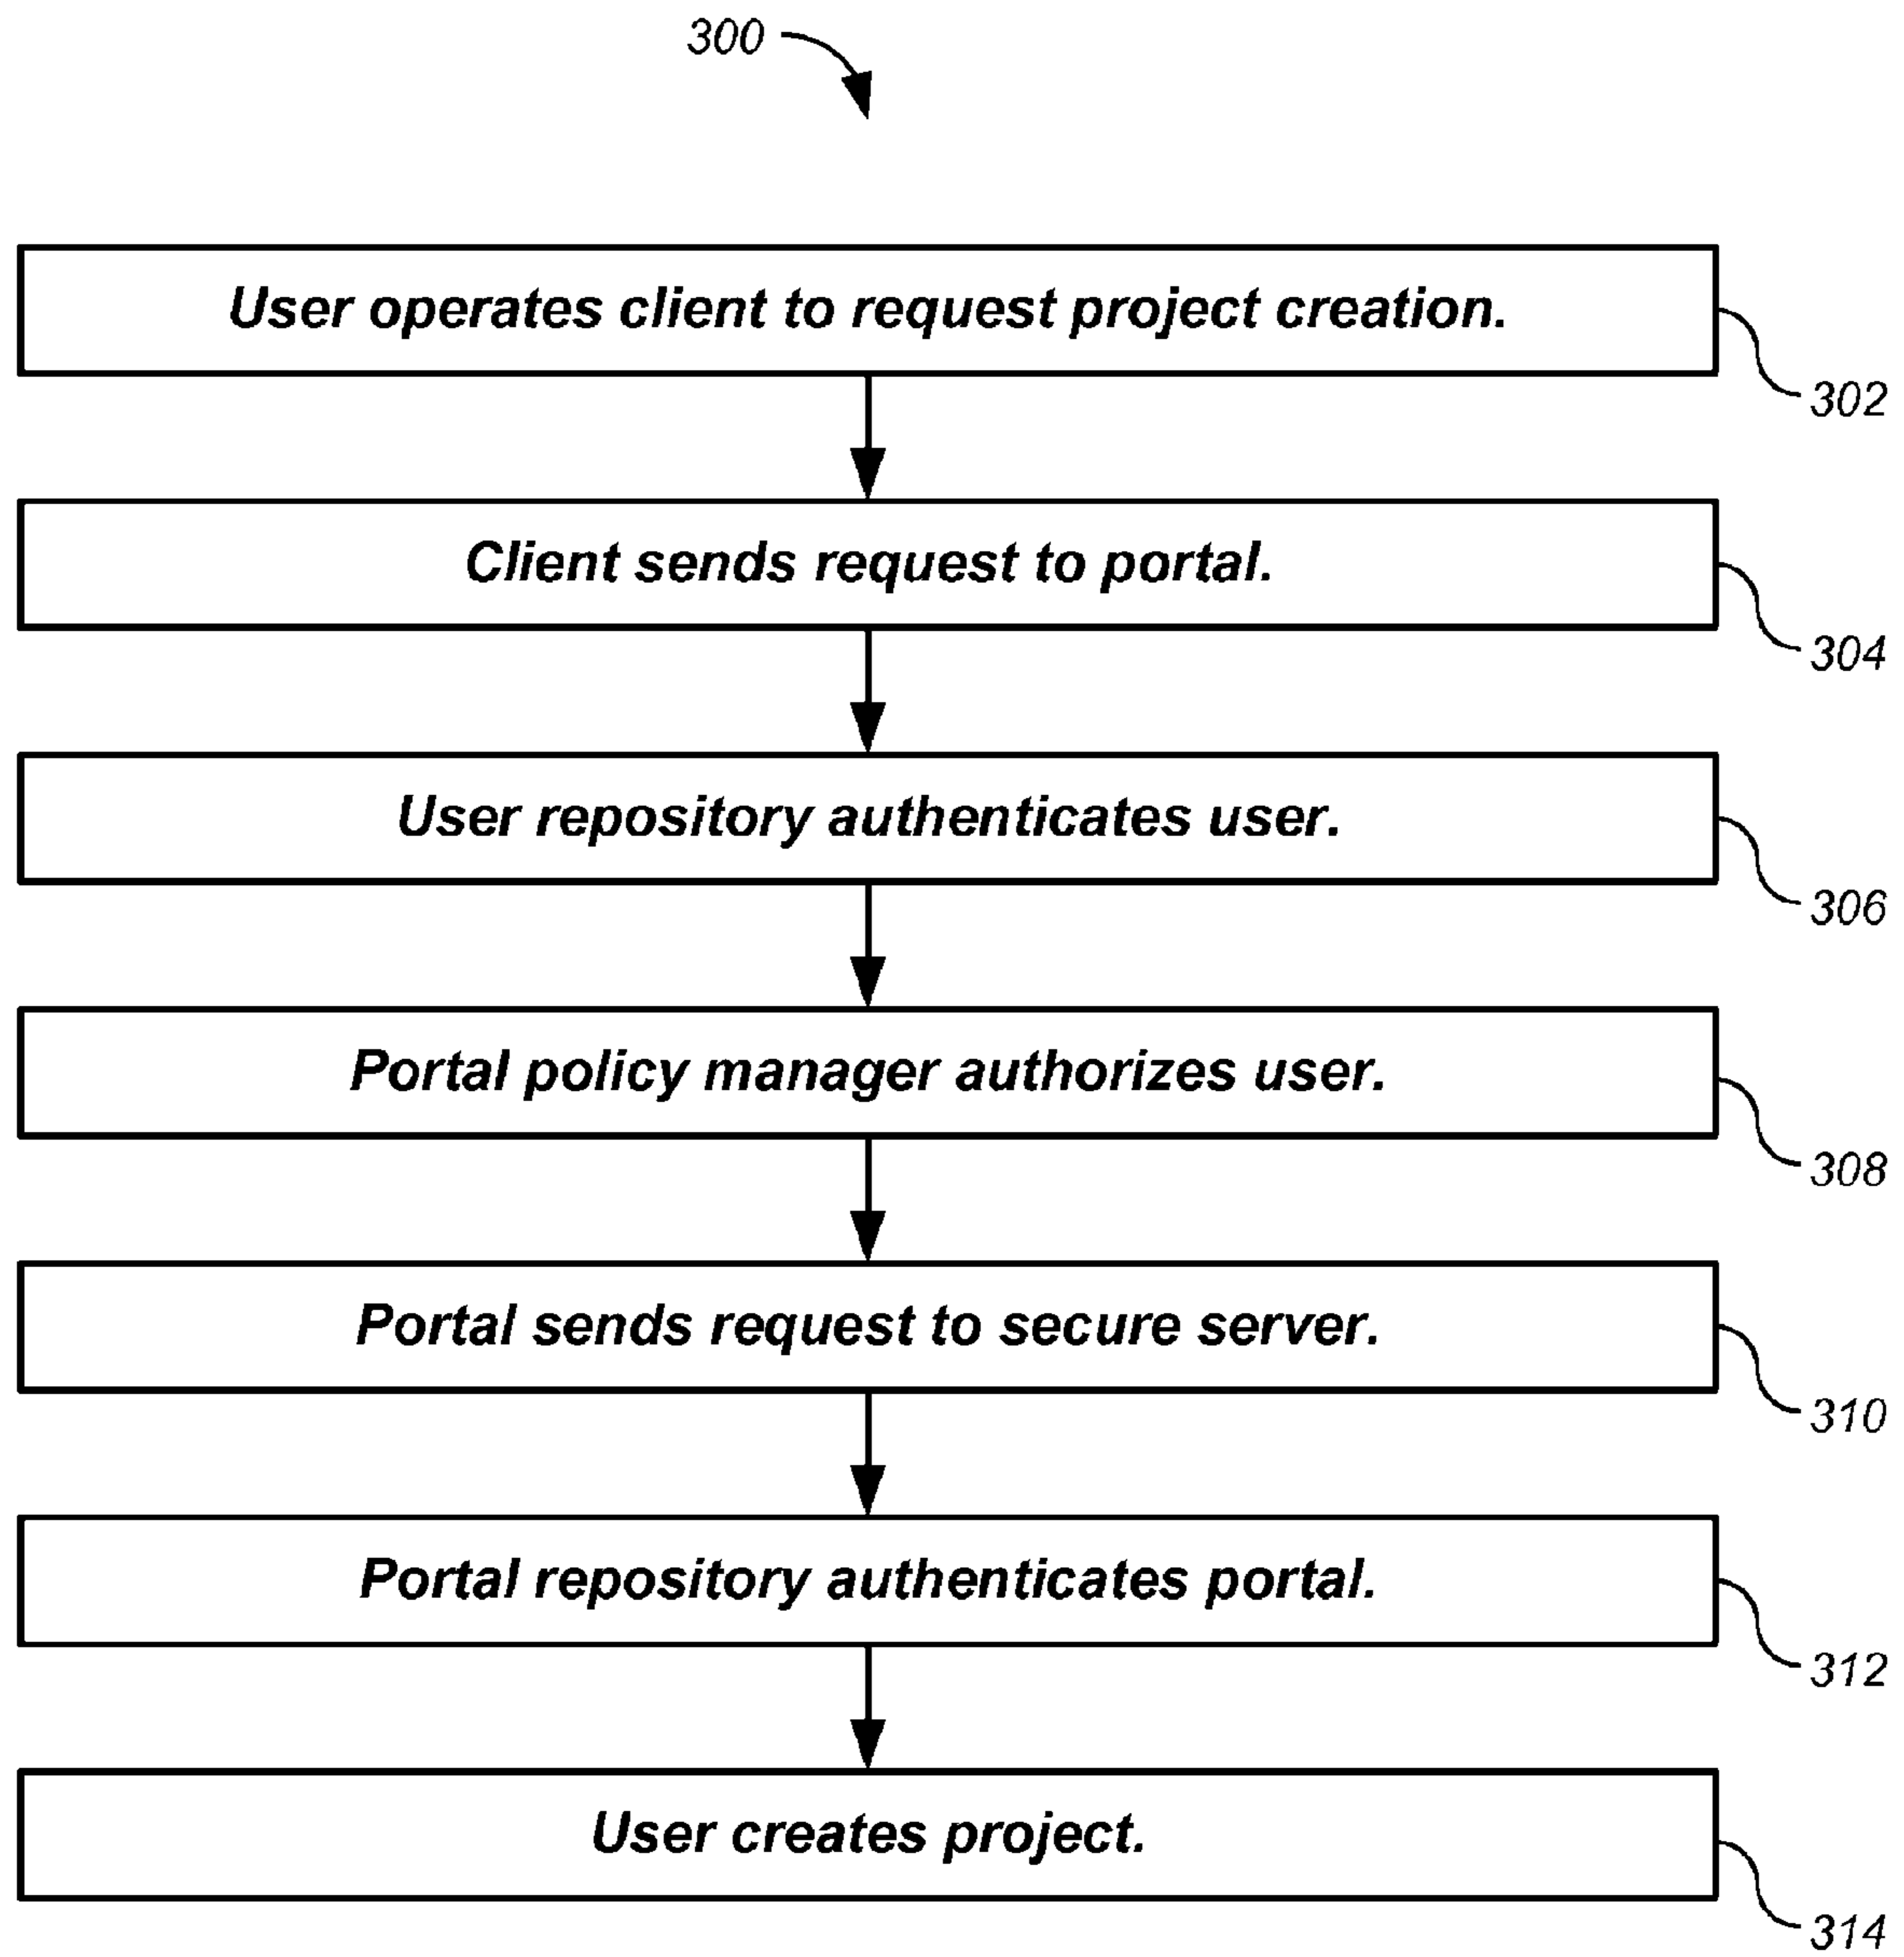 300
User operates client to request project creation.
302
Client sends request to portal.
304
User repository authenticates user.
306
Portal policy manager authorizes user.
308
Portal sends request to secure server.
310
Portal repository authenticates portal.
312
User creates project.
314